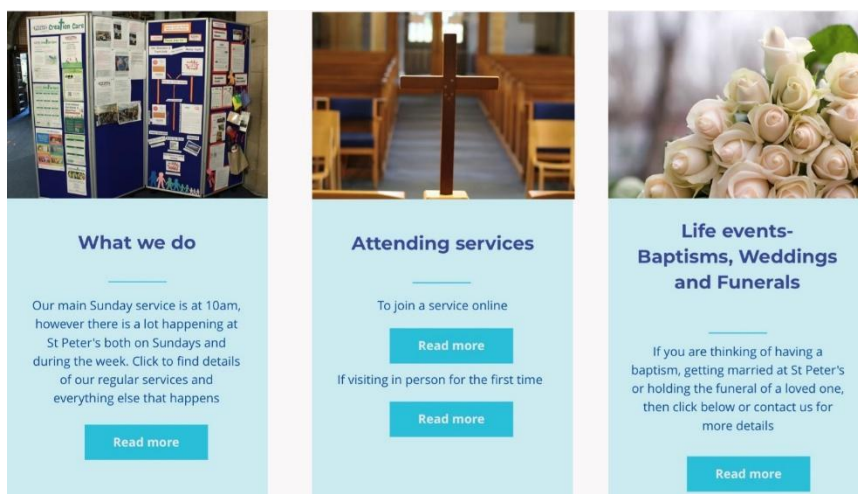 What we do
Our main Sunday service is at 10am,
however there is a lot happening at
St Peter's both on Sundays and
during the week. Click to find details
of our regular services and
everything else that happens
Read more
Attending services
To join a service online
Read more
If visiting in person for the first time
Read more
Life events-
Baptisms, Weddings
and Funerals
If you are thinking of having a
baptism, getting married at St Peter's
or holding the funeral of a loved one,
then click below or contact us for
more details
Read more